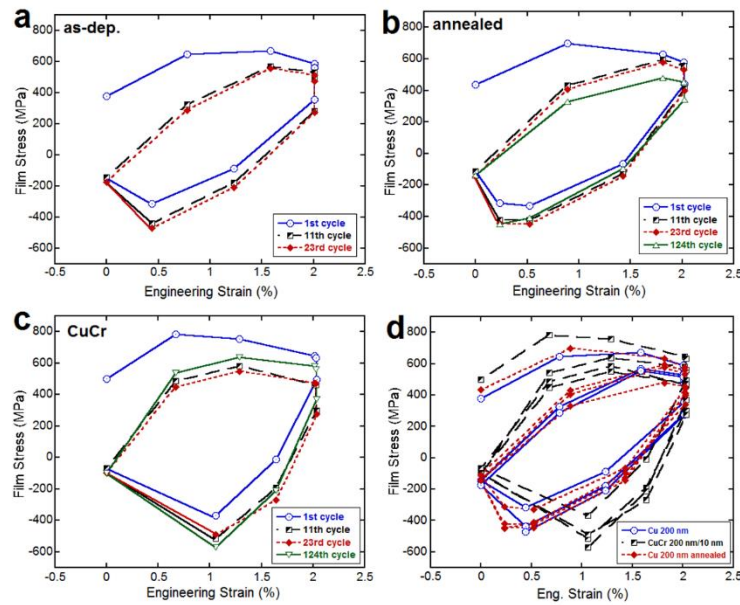 a
as-dep.
Film Stress (MPa)
800
600
400
200
0
-200
-400
-600
-0.5 0 0.5 1 1.5 2 2.5
Engineering Strain (%)
1st cycle
11th cycle
23rd cycle
b
annealed
Film Stress (MPa)
800
600
400
200
0
-200
-400
-600
-0.5 0 0.5 1 1.5 2 2.5
Engineering Strain (%)
1st cycle
11th cycle
23rd cycle
124th cycle
c
CuCr
Film Stress (MPa)
800
600
400
200
0
-200
-400
-600
-0.5 0 0.5 1 1.5 2 2.5
Engineering Strain (%)
1st cycle
11th cycle
23rd cycle
124th cycle
d
Film Stress (MPa)
800
600
400
200
0
-200
-400
-600
-0.5 0 0.5 1 1.5 2 2.5
Eng. Strain (%)
Cu 200 nm
CuCr 200 nm/10 nm
Cu 200 nm annealed